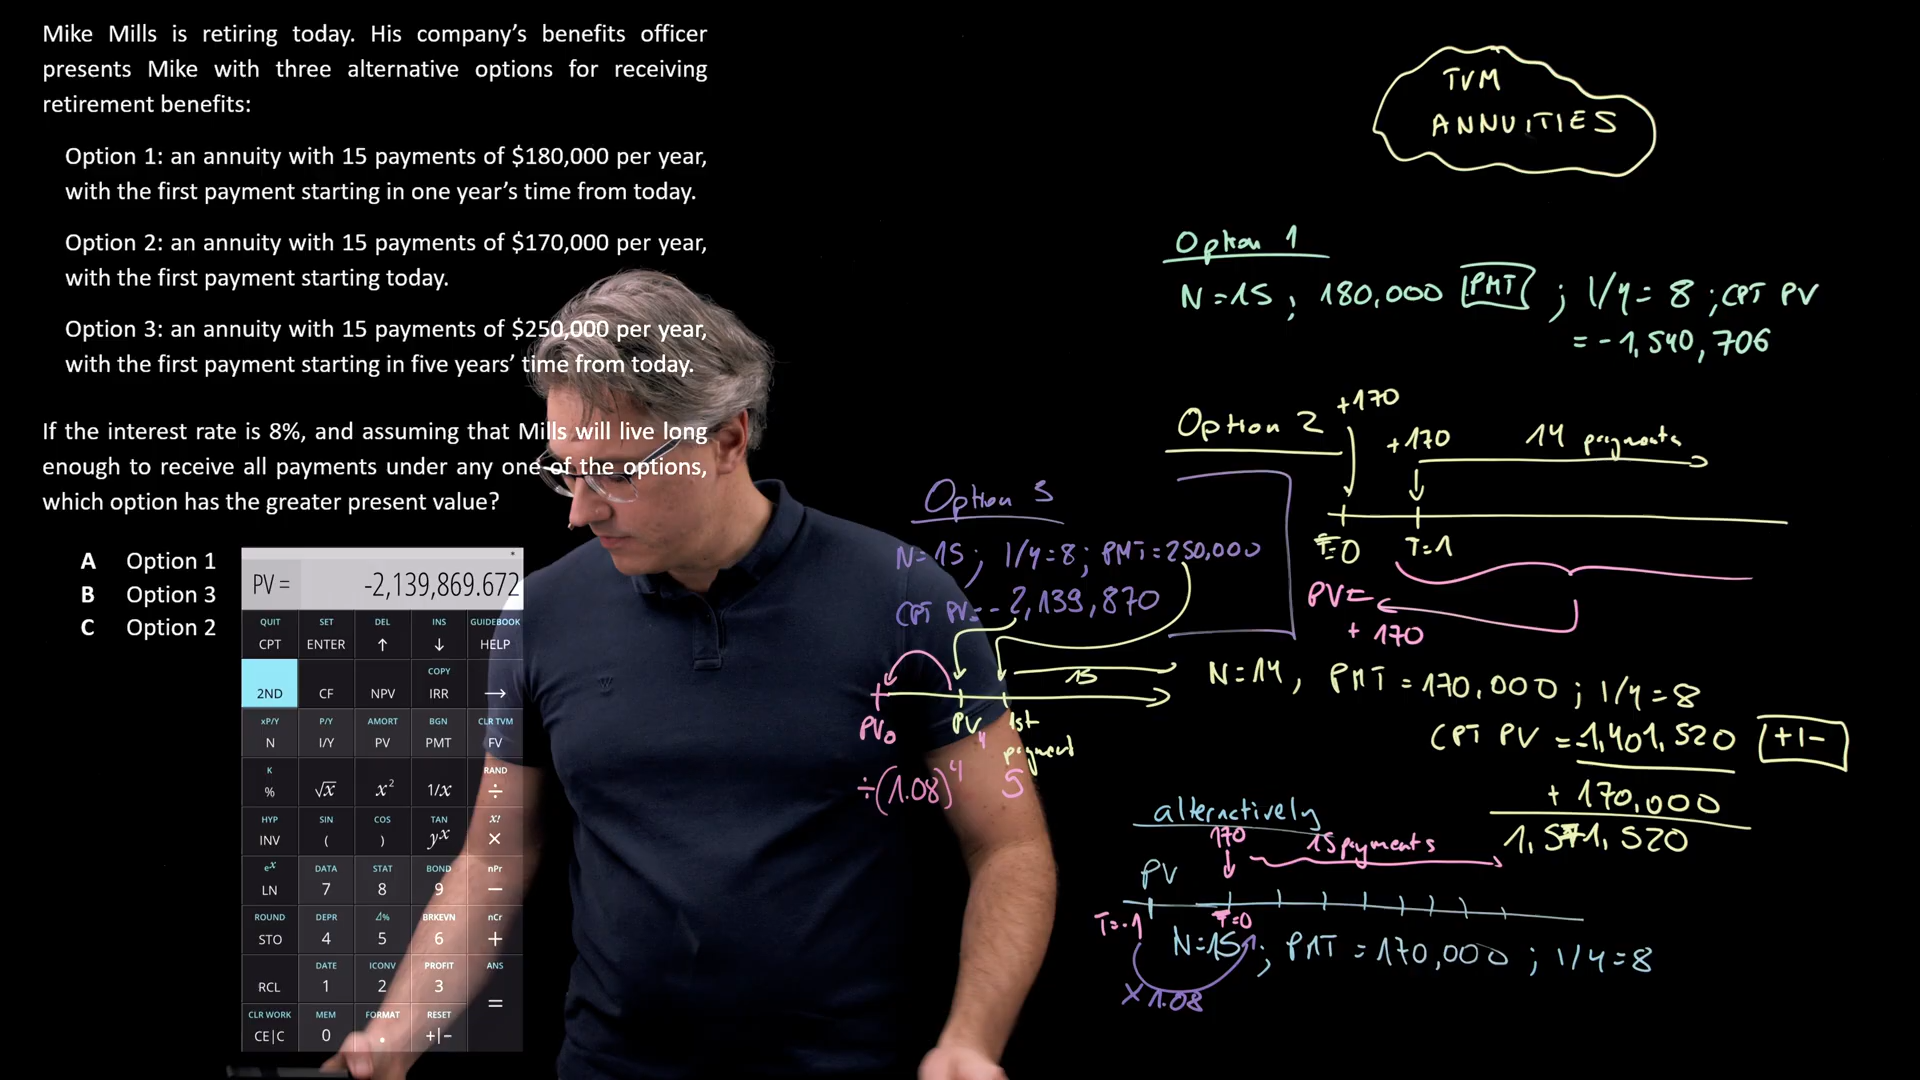 Mike Mills is retiring today. His company's benefits officer
presents Mike with three alternative options for receiving
retirement benefits:
Option 1: an annuity with 15 payments of $180,000 per year,
with the first payment starting in one year's time from today.
Option 2: an annuity with 15 payments of $170,000 per year,
with the first payment starting today.
Option 3: an annuity with 15 payments of $250,000 per year,
with the first payment starting in five years' time from today.
If the interest rate is 8%, and assuming that Mills will live long
enough to receive all payments under any one of the options,
which option has the greater present value?
A Option 1
B Option 3
C Option 2
PV = -2,139,869.672
QUIT SET DEL INS GUIDEBOOK
CPT ENTER ↑ ↓ HELP
COPY
2ND CF NPV IRR →
xP/Y P/Y AMORT BGN CLR TVM
N I/Y PV PMT FV
K RAND
% √x x² 1/x ÷
HYP SIN COS TAN x!
INV ( ) yˣ ×
eˣ DATA STAT BOND nPr
LN 7 8 9 −
ROUND DEPR Δ% BRKEVN nCr
STO 4 5 6 +
DATE ICONV PROFIT ANS
RCL 1 2 3 =
CLR WORK MEM FORMAT RESET
CE|C 0 . +|−
TVM
ANNUITIES
Option 1
N=15 ; 180,000 PMT ; I/Y = 8 ; CPT PV
= -1,540,706
Option 2
+170
+170 14 payments
T=0 T=1
PV=
+ 170
N=14, PMT = 170,000 ; I/Y = 8
CPT PV = -1,401,520 +|-
+ 170,000
1,571,520
Option 3
N=15; I/Y=8; PMT=250,000
CPT PV = -2,139,870
15
PV₀ PV₄ 1st
payment
÷(1.08)⁴ 5
alternctively
170 15 payments
PV
T=-1 T=0
N=15; PMT = 170,000 ; I/Y = 8
× 1.08